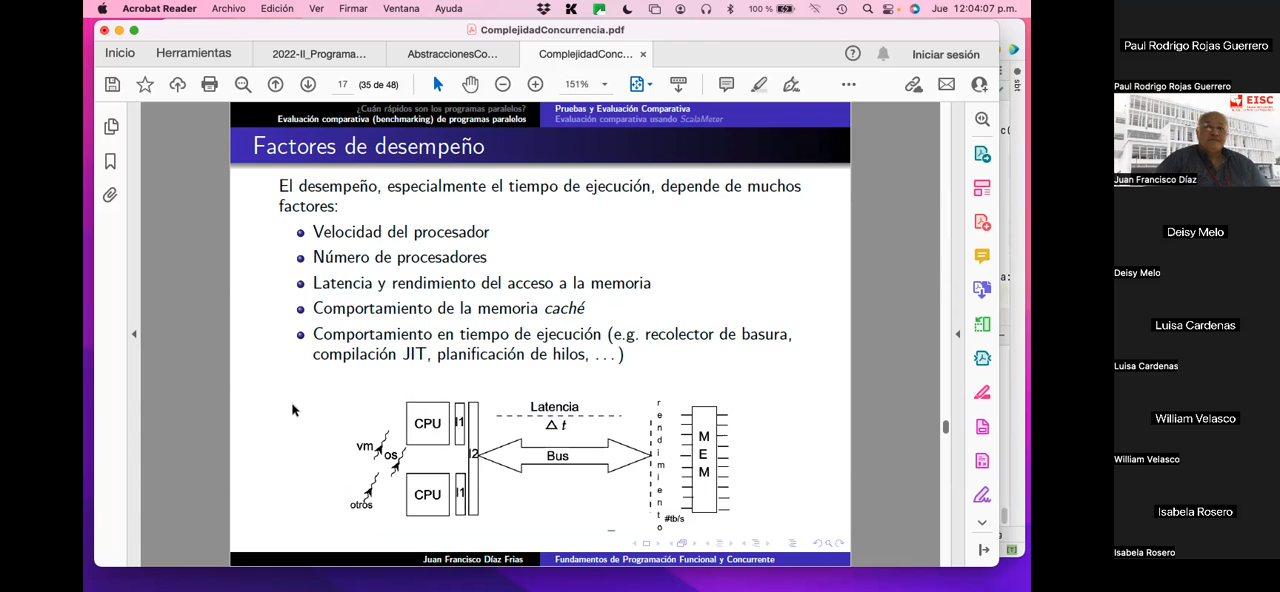 Acrobat Reader Archivo Edición Ver Firmar Ventana Ayuda 100 % Jue 12:04:07 p.m.
ComplejidadConcurrencia.pdf
Inicio Herramientas 2022-II_Programa... AbstraccionesCo... ComplejidadConc... × Iniciar sesión
17 (35 de 48) 151%
¿Cuán rápidos son los programas paralelos? Pruebas y Evaluación Comparativa
Evaluación comparativa (benchmarking) de programas paralelos Evaluación comparativa usando ScalaMeter
Factores de desempeño
El desempeño, especialmente el tiempo de ejecución, depende de muchos
factores:
Velocidad del procesador
Número de procesadores
Latencia y rendimiento del acceso a la memoria
Comportamiento de la memoria caché
Comportamiento en tiempo de ejecución (e.g. recolector de basura,
compilación JIT, planificación de hilos, ...)
CPU l1 l2
CPU l1
vm
os
otros
Latencia
Δ t
Bus
rendimiento
#tb/s
MEM
Juan Francisco Díaz Frias Fundamentos de Programación Funcional y Concurrente
Paul Rodrigo Rojas Guerrero
Paul Rodrigo Rojas Guerrero
EISC
Juan Francisco Díaz
Deisy Melo
Deisy Melo
Luisa Cardenas
Luisa Cardenas
William Velasco
William Velasco
Isabela Rosero
Isabela Rosero